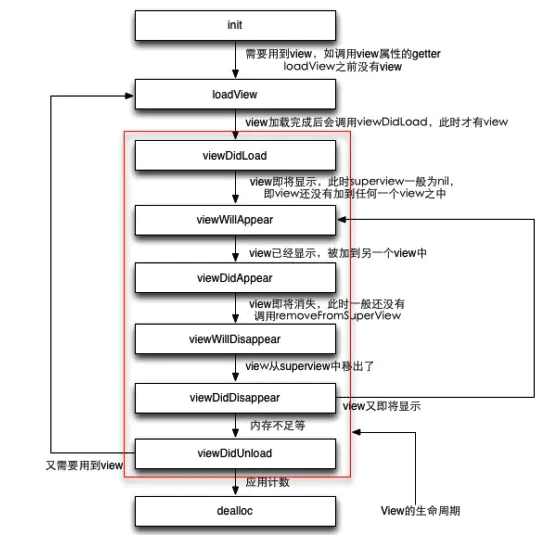 init
需要用到view，如调用view属性的getter
loadView之前没有view
loadView
view加载完成后会调用viewDidLoad，此时才有view
viewDidLoad
view即将显示，此时superview一般为nil，
即view还没有加到任何一个view之中
viewWillAppear
view已经显示，被加到另一个view中
viewDidAppear
view即将消失，此时一般还没有
调用removeFromSuperView
viewWillDisappear
view从superview中移出了
viewDidDisappear
view又即将显示
内存不足等
viewDidUnload
又需要用到view
应用计数
dealloc
View的生命周期